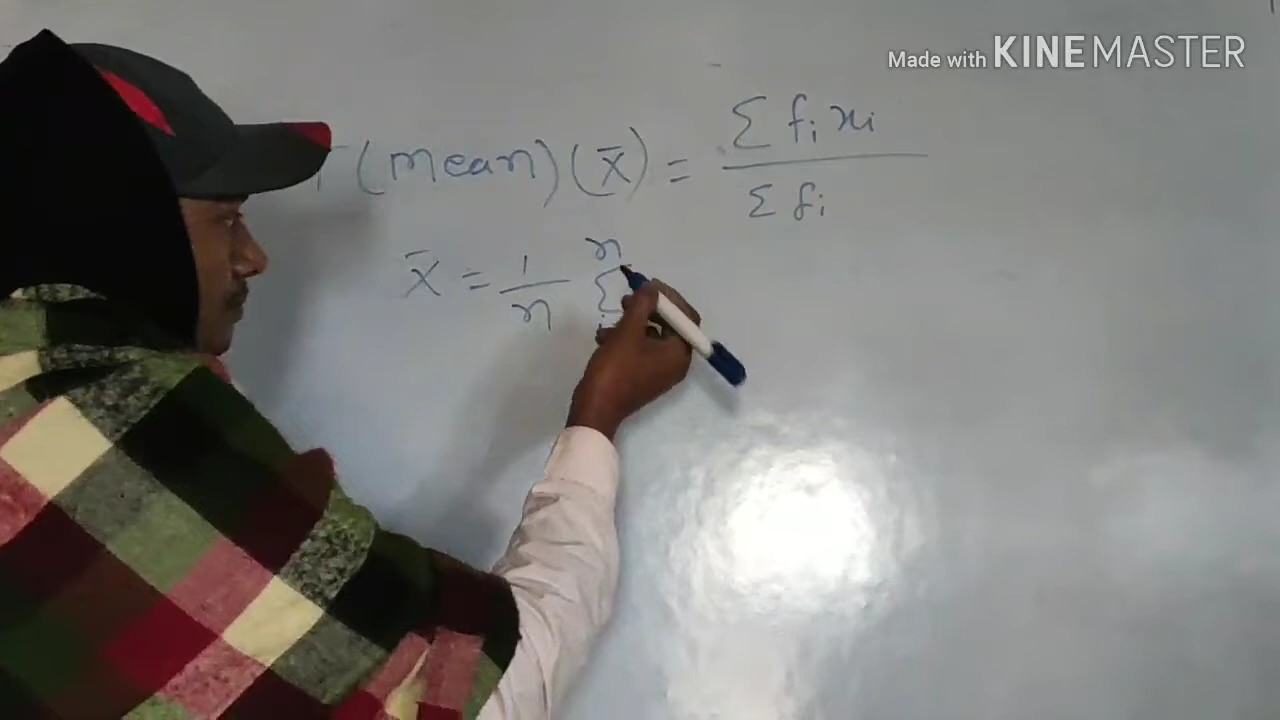 Made with KINEMASTER
(mean) (x̄) = Σ fᵢ xᵢ / Σ fᵢ
x̄ = 1/n n Σ